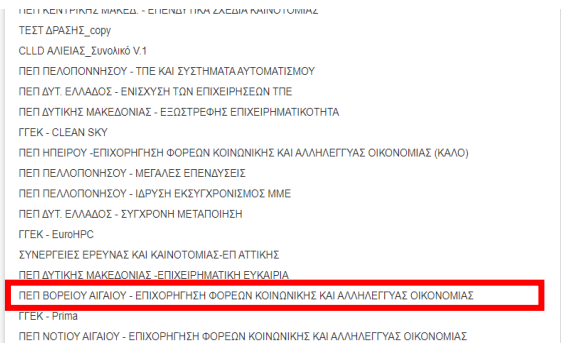 ΠΕΠ ΚΕΝΤΡΙΚΗΣ ΜΑΚΕΔ. - ΕΠΕΝΔΥΤΙΚΑ ΣΧΕΔΙΑ ΚΑΙΝΟΤΟΜΙΑΣ
ΤΕΣΤ ΔΡΑΣΗΣ_copy
CLLD ΑΛΙΕΙΑΣ_Συνολικό V.1
ΠΕΠ ΠΕΛΟΠΟΝΝΗΣΟΥ - ΤΠΕ ΚΑΙ ΣΥΣΤΗΜΑΤΑ ΑΥΤΟΜΑΤΙΣΜΟΥ
ΠΕΠ ΔΥΤ. ΕΛΛΑΔΟΣ - ΕΝΙΣΧΥΣΗ ΤΩΝ ΕΠΙΧΕΙΡΗΣΕΩΝ ΤΠΕ
ΠΕΠ ΔΥΤΙΚΗΣ ΜΑΚΕΔΟΝΙΑΣ - ΕΞΩΣΤΡΕΦΗΣ ΕΠΙΧΕΙΡΗΜΑΤΙΚΟΤΗΤΑ
ΓΓΕΚ - CLEAN SKY
ΠΕΠ ΗΠΕΙΡΟΥ -ΕΠΙΧΟΡΗΓΗΣΗ ΦΟΡΕΩΝ ΚΟΙΝΩΝΙΚΗΣ ΚΑΙ ΑΛΛΗΛΕΓΓΥΑΣ ΟΙΚΟΝΟΜΙΑΣ (ΚΑΛΟ)
ΠΕΠ ΠΕΛΛΟΠΟΝΗΣΟΥ - ΜΕΓΑΛΕΣ ΕΠΕΝΔΥΣΕΙΣ
ΠΕΠ ΠΕΛΛΟΠΟΝΗΣΟΥ - ΙΔΡΥΣΗ ΕΚΣΥΓΧΡΟΝΙΣΜΟΣ ΜΜΕ
ΠΕΠ ΔΥΤ. ΕΛΛΑΔΟΣ - ΣΥΓΧΡΟΝΗ ΜΕΤΑΠΟΙΗΣΗ
ΓΓΕΚ - EuroHPC
ΣΥΝΕΡΓΕΙΕΣ ΕΡΕΥΝΑΣ ΚΑΙ ΚΑΙΝΟΤΟΜΙΑΣ-ΕΠ ΑΤΤΙΚΗΣ
ΠΕΠ ΔΥΤΙΚΗΣ ΜΑΚΕΔΟΝΙΑΣ -ΕΠΙΧΕΙΡΗΜΑΤΙΚΗ ΕΥΚΑΙΡΙΑ
ΠΕΠ ΒΟΡΕΙΟΥ ΑΙΓΑΙΟΥ - ΕΠΙΧΟΡΗΓΗΣΗ ΦΟΡΕΩΝ ΚΟΙΝΩΝΙΚΗΣ ΚΑΙ ΑΛΛΗΛΕΓΓΥΑΣ ΟΙΚΟΝΟΜΙΑΣ
ΓΓΕΚ - Prima
ΠΕΠ ΝΟΤΙΟΥ ΑΙΓΑΙΟΥ - ΕΠΙΧΟΡΗΓΗΣΗ ΦΟΡΕΩΝ ΚΟΙΝΩΝΙΚΗΣ ΚΑΙ ΑΛΛΗΛΕΓΓΥΑΣ ΟΙΚΟΝΟΜΙΑΣ